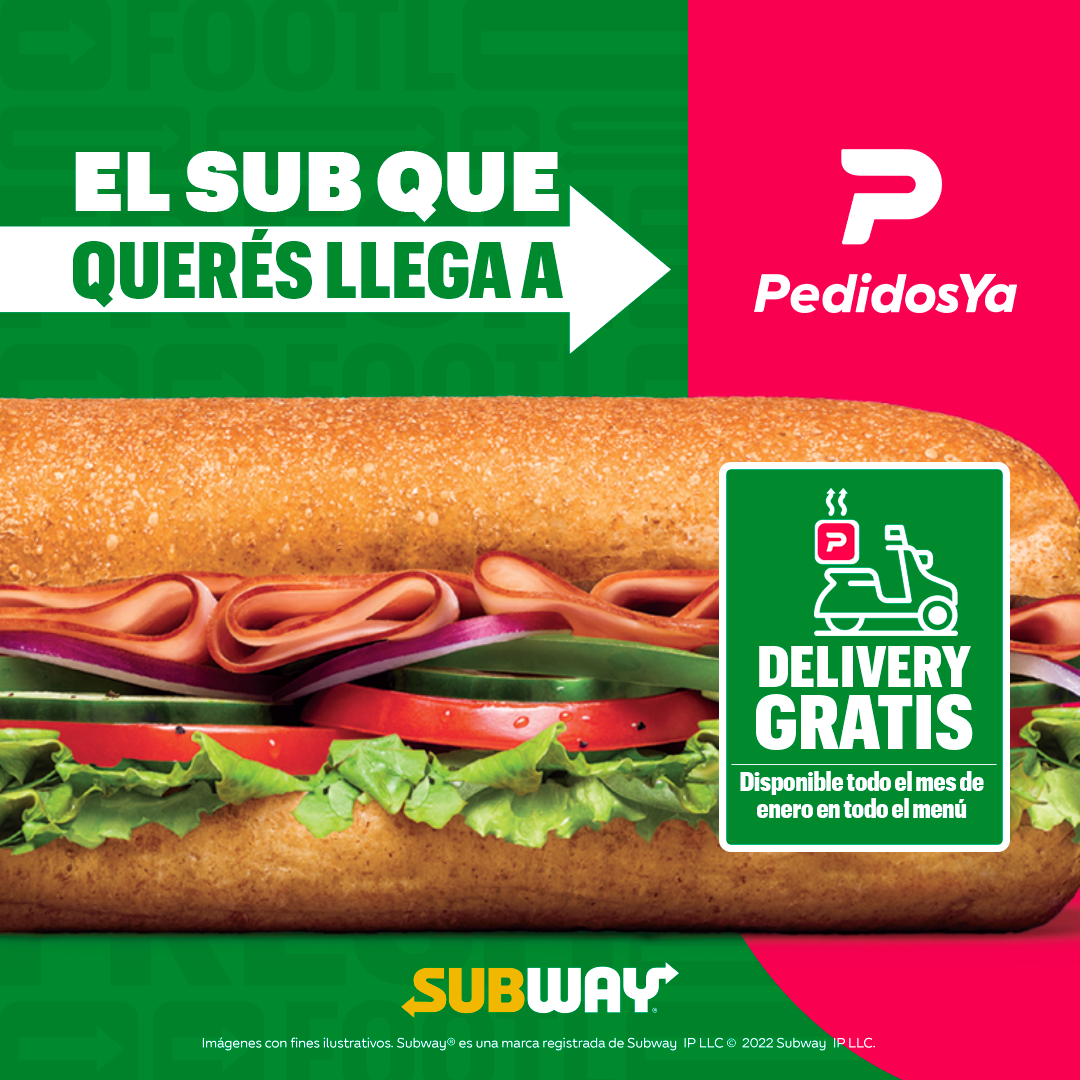 EL SUB QUE
QUERÉS LLEGA A
PedidosYa
DELIVERY
GRATIS
Disponible todo el mes de
enero en todo el menú
SUBWAY®
Imágenes con fines ilustrativos. Subway® es una marca registrada de Subway IP LLC © 2022 Subway IP LLC.